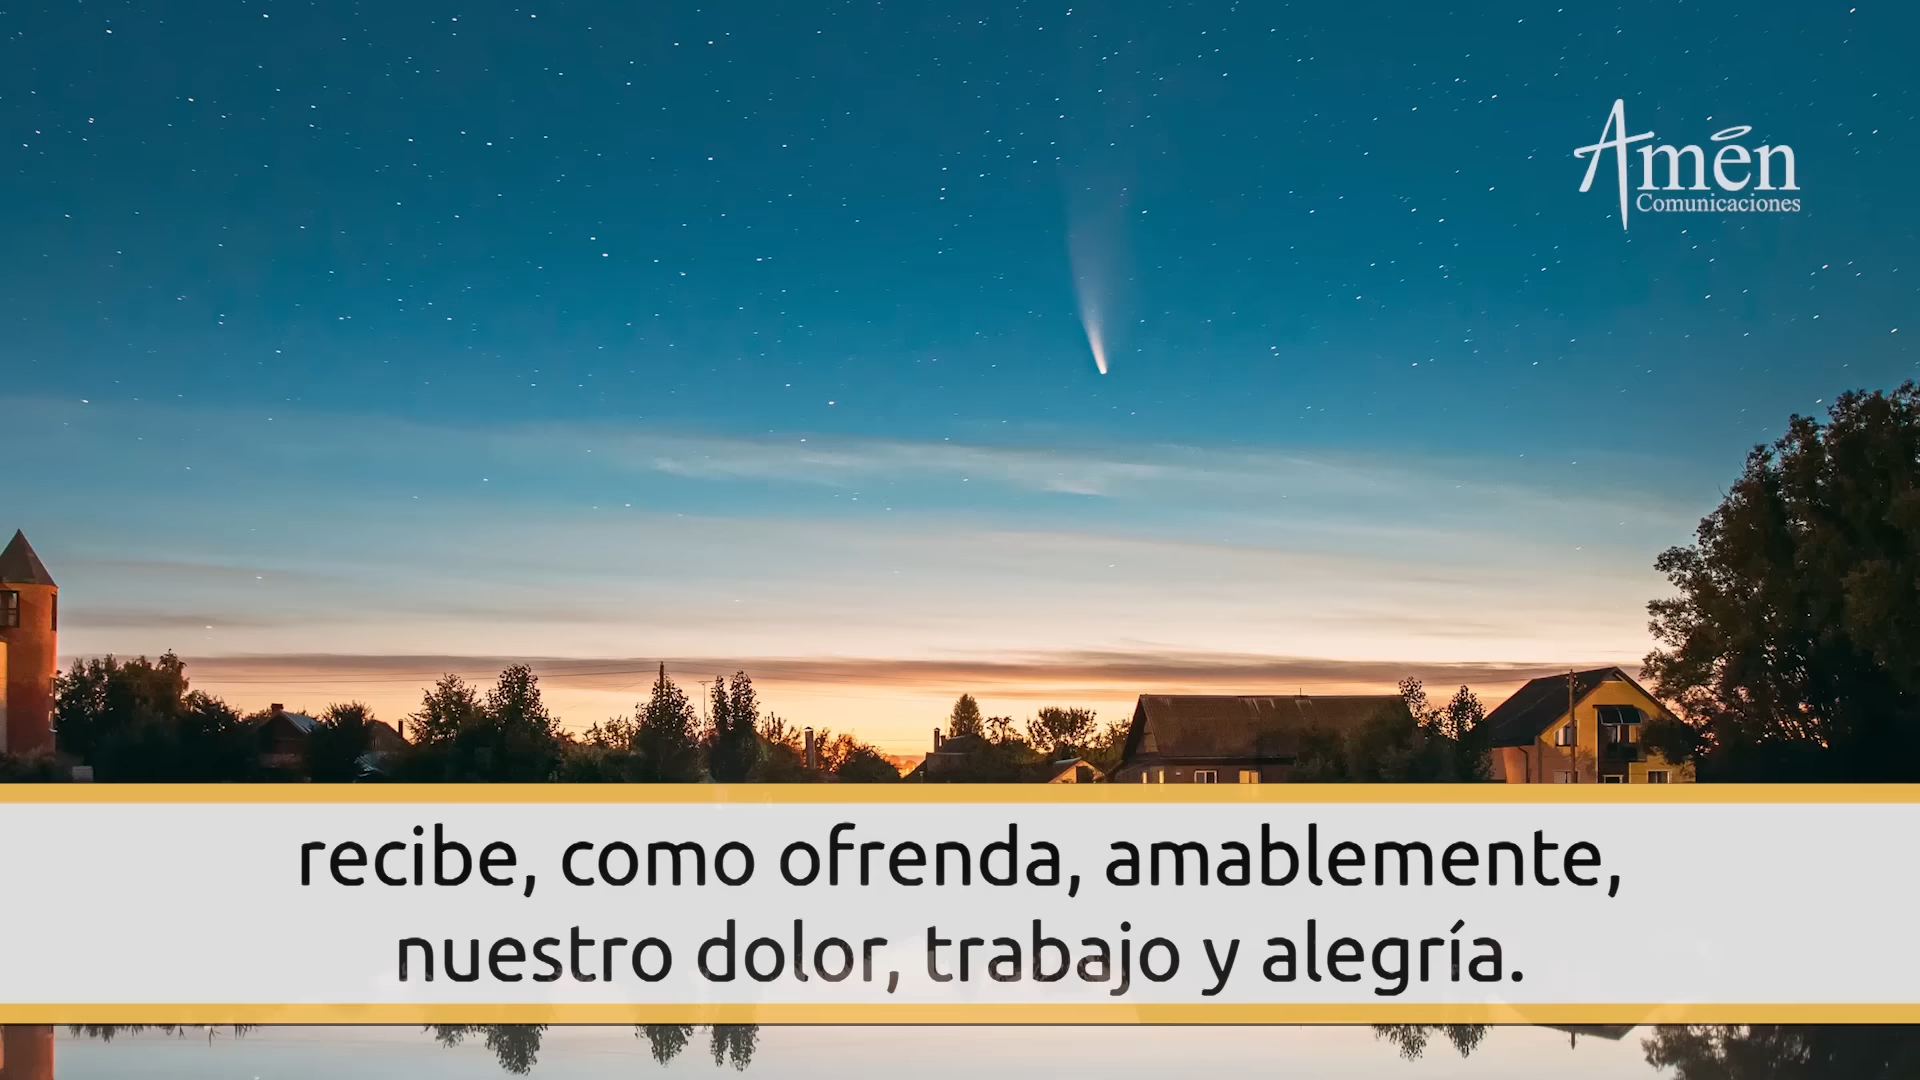 Amén
Comunicaciones
recibe, como ofrenda, amablemente,
nuestro dolor, trabajo y alegría.